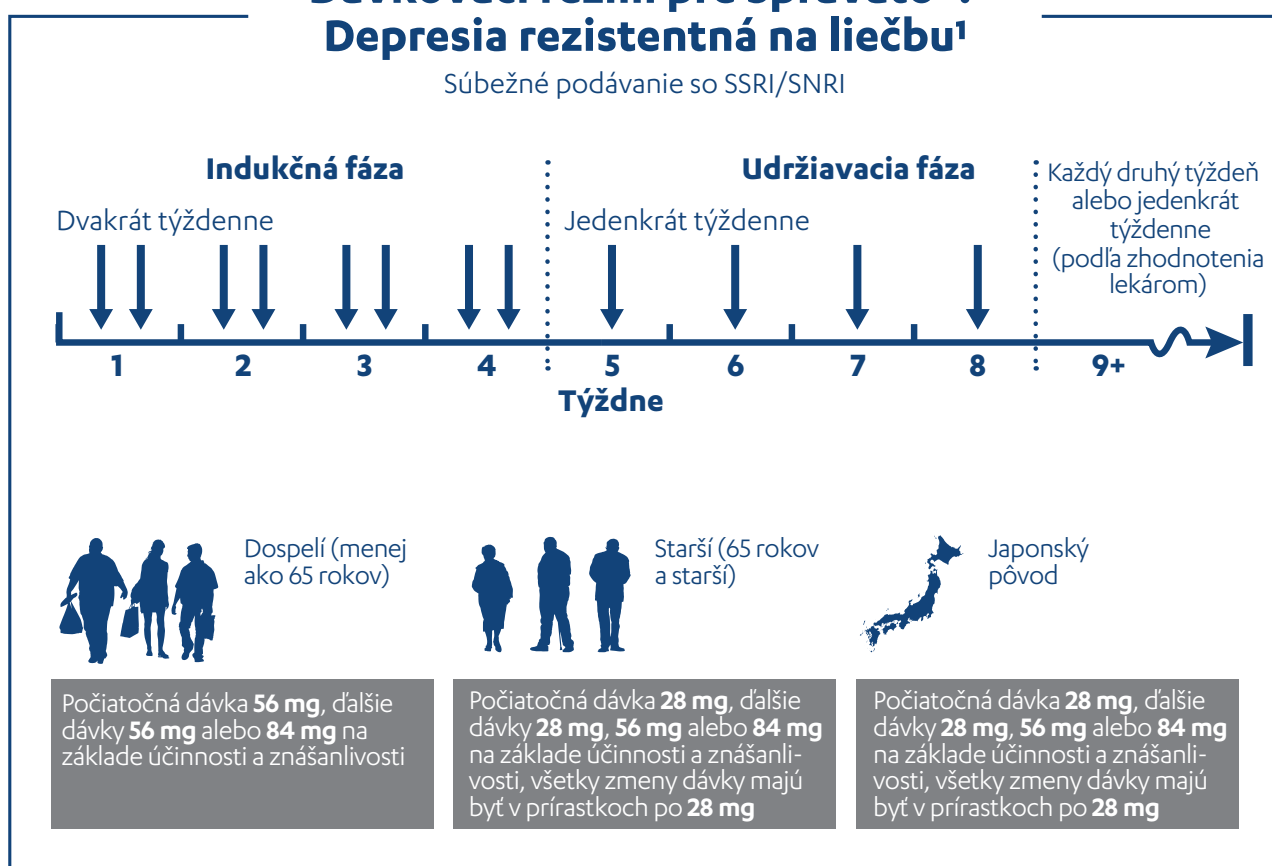 Depresia rezistentná na liečbu¹
Súbežné podávanie so SSRI/SNRI
Indukčná fáza
Udržiavacia fáza
Každý druhý týždeň
alebo jedenkrát
týždenne
(podľa zhodnotenia
lekárom)
Dvakrát týždenne
Jedenkrát týždenne
1 2 3 4 5 6 7 8 9+
Týždne
Dospelí (menej
ako 65 rokov)
Starší (65 rokov
a starší)
Japonský
pôvod
Počiatočná dávka 56 mg, ďalšie
dávky 56 mg alebo 84 mg na
základe účinnosti a znášanlivosti
Počiatočná dávka 28 mg, ďalšie
dávky 28 mg, 56 mg alebo 84 mg
na základe účinnosti a znášanli-
vosti, všetky zmeny dávky majú
byť v prírastkoch po 28 mg
Počiatočná dávka 28 mg, ďalšie
dávky 28 mg, 56 mg alebo 84 mg
na základe účinnosti a znášanli-
vosti, všetky zmeny dávky majú
byť v prírastkoch po 28 mg